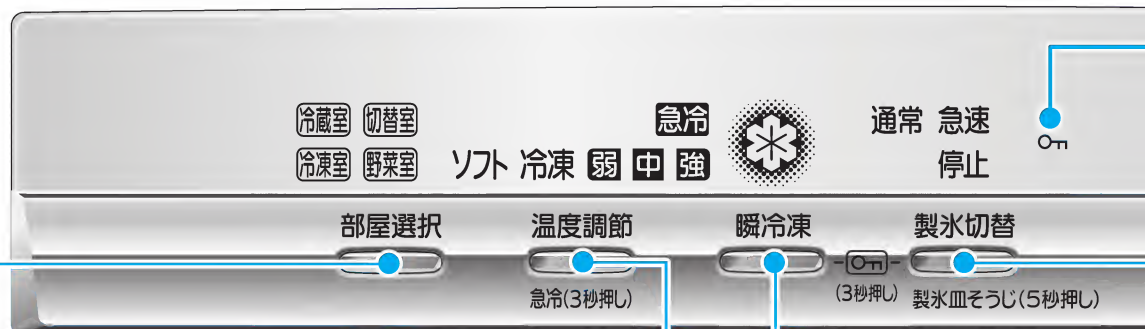 冷蔵室 切替室 急冷 通常 急速
冷凍室 野菜室 ソフト 冷凍 弱 中 強 停止
部屋選択 温度調節 瞬冷凍 製氷切替
急冷(3秒押し) (3秒押し) 製氷皿そうじ(5秒押し)